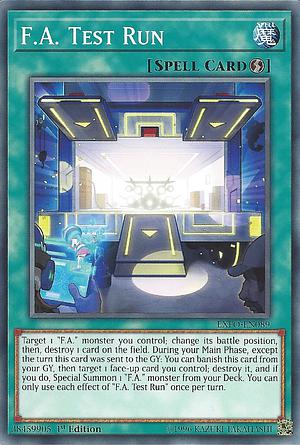 F.A. TEST RUN
魔
[SPELL CARD]
EXFO-EN089
Target 1 "F.A." monster you control; change its battle position,
then, destroy 1 card on the field. During your Main Phase, except
the turn this card was sent to the GY: You can banish this card from
your GY, then target 1 face-up card you control; destroy it, and if
you do, Special Summon 1 "F.A." monster from your Deck. You can
only use each effect of "F.A. Test Run" once per turn.
1st Edition
©1996 KAZUKI TAKAHASHI